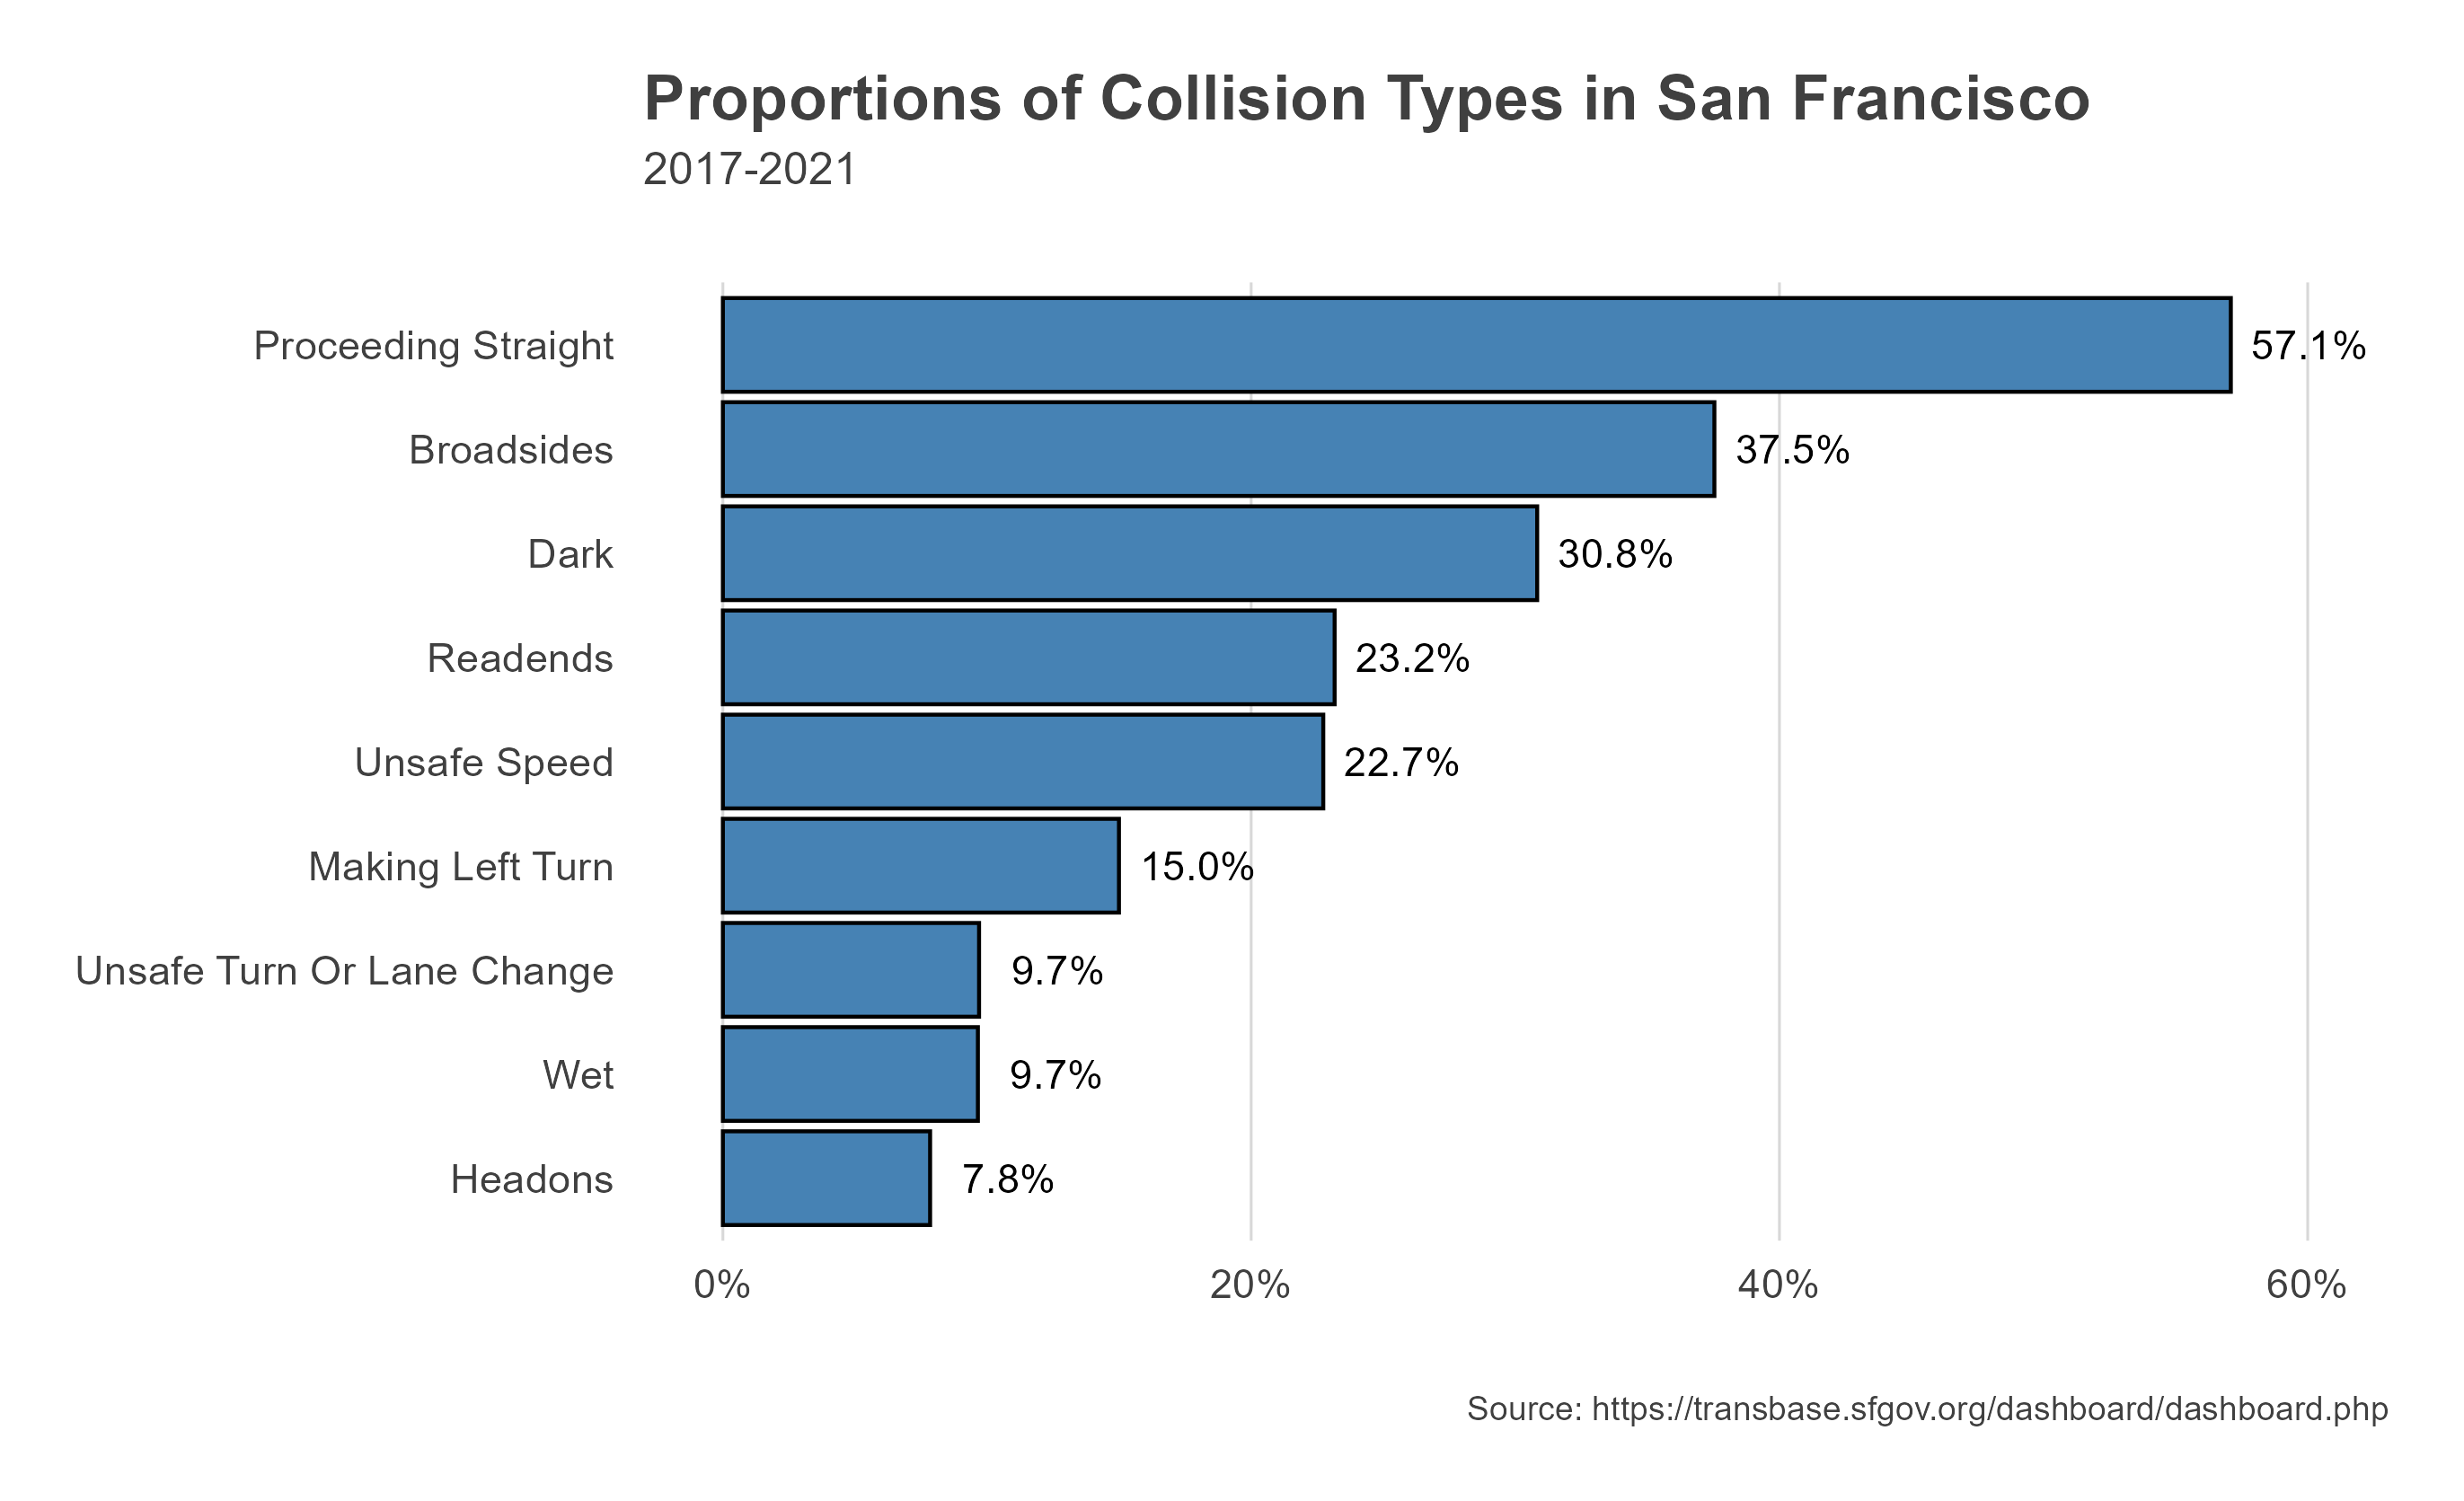 Proportions of Collision Types in San Francisco
2017-2021
Proceeding Straight 57.1%
Broadsides 37.5%
Dark 30.8%
Readends 23.2%
Unsafe Speed 22.7%
Making Left Turn 15.0%
Unsafe Turn Or Lane Change 9.7%
Wet 9.7%
Headons 7.8%
0% 20% 40% 60%
Source: https://transbase.sfgov.org/dashboard/dashboard.php